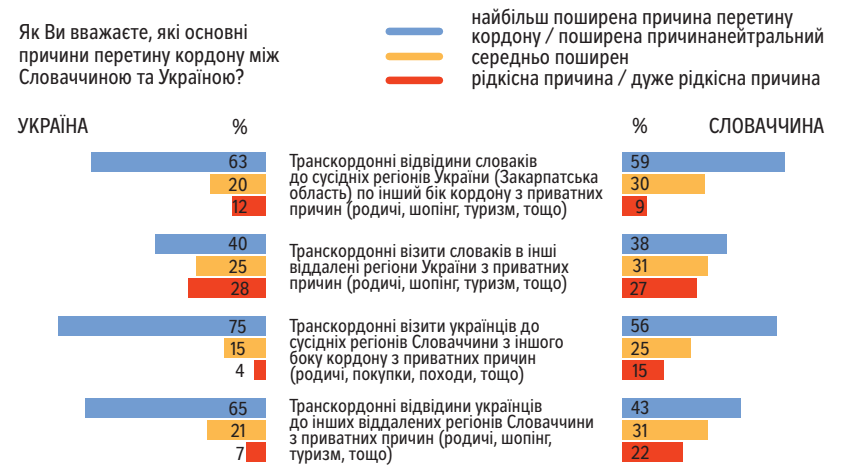 Як Ви вважаєте, які основні
причини перетину кордону між
Словаччиною та Україною?
найбільш поширена причина перетину
кордону / поширена причинанейтральний
середньо поширен
рідкісна причина / дуже рідкісна причина
УКРАЇНА %
% СЛОВАЧЧИНА
63
20
12
Транскордонні відвідини словаків
до сусідніх регіонів України (Закарпатська
область) по інший бік кордону з приватних
причин (родичі, шопінг, туризм, тощо)
59
30
9
40
25
28
Транскордонні візити словаків в інші
віддалені регіони України з приватних
причин (родичі, шопінг, туризм, тощо)
38
31
27
75
15
4
Транскордонні візити українців до
сусідніх регіонів Словаччини з іншого
боку кордону з приватних причин
(родичі, покупки, походи, тощо)
56
25
15
65
21
7
Транскордонні відвідини українців
до інших віддалених регіонів Словаччини
з приватних причин (родичі, шопінг,
туризм, тощо)
43
31
22